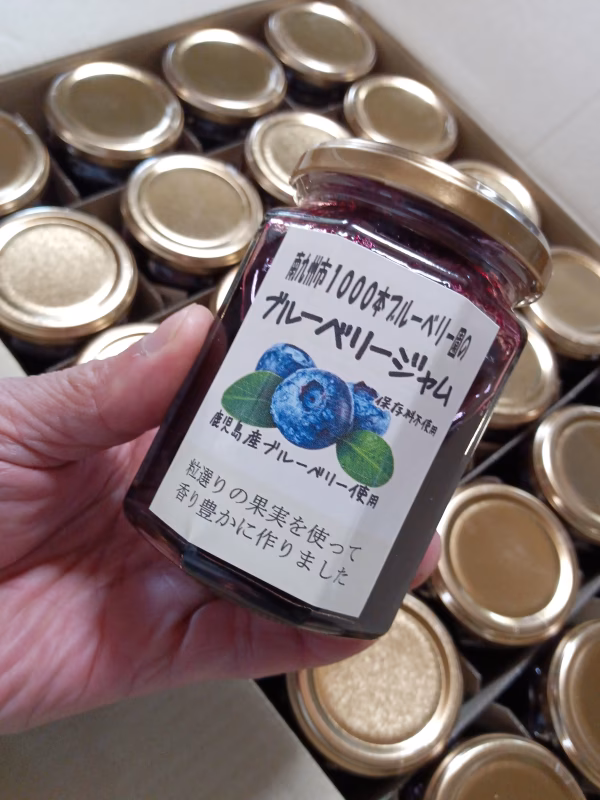 南九州市1000本ブルーベリー園の
ブルーベリージャム
保存料不使用
鹿児島産ブルーベリー使用
粒選りの果実を使って
香り豊かに作りました